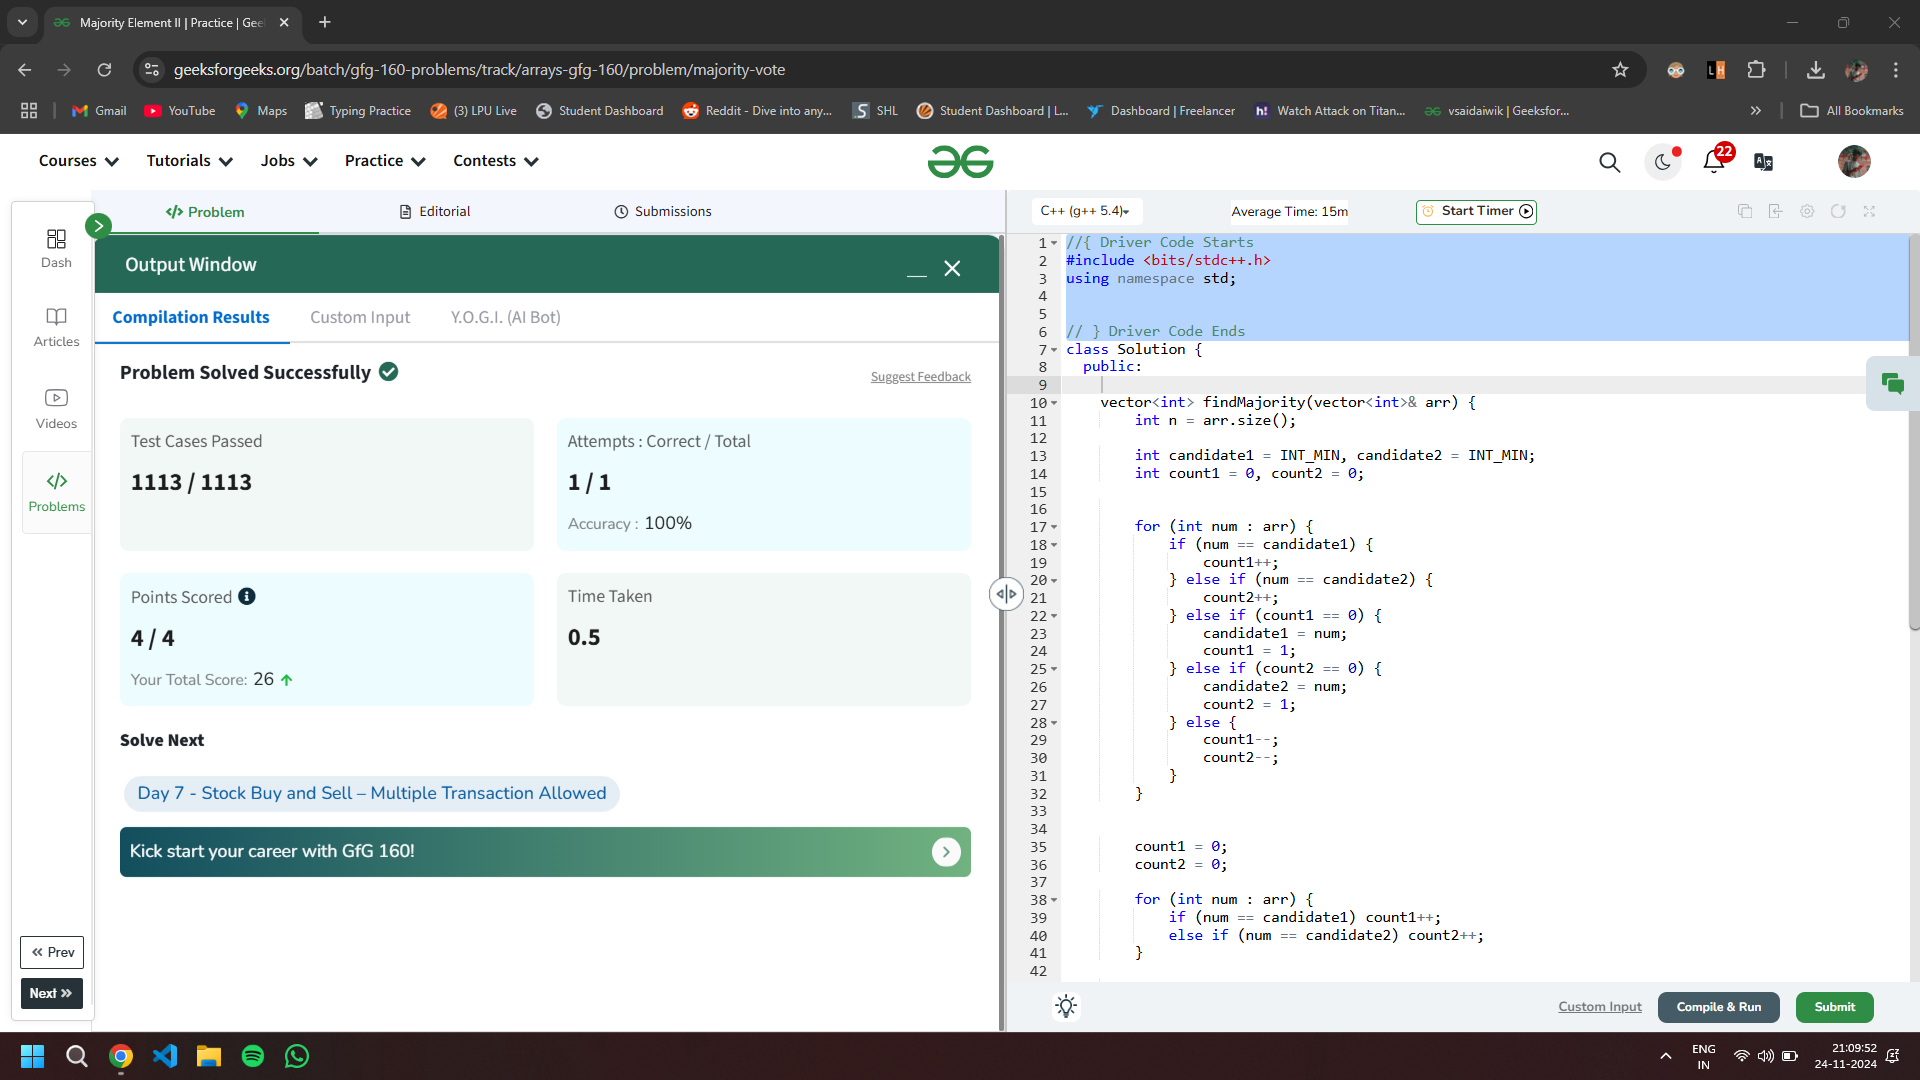 Majority Element II | Practice | Gee
geeksforgeeks.org/batch/gfg-160-problems/track/arrays-gfg-160/problem/majority-vote
Gmail YouTube Maps Typing Practice (3) LPU Live Student Dashboard Reddit - Dive into any... SHL Student Dashboard | L... Dashboard | Freelancer Watch Attack on Titan... vsaidaiwik | Geeksfor... » All Bookmarks
Courses Tutorials Jobs Practice Contests 22
Dash
Articles
Videos
Problems
« Prev
Next »
Problem Editorial Submissions
Output Window
Compilation Results Custom Input Y.O.G.I. (AI Bot)
Problem Solved Successfully
Suggest Feedback
Test Cases Passed
1113 / 1113
Attempts : Correct / Total
1 / 1
Accuracy : 100%
Points Scored
4 / 4
Your Total Score: 26
Time Taken
0.5
Solve Next
Day 7 - Stock Buy and Sell – Multiple Transaction Allowed
Kick start your career with GfG 160!
C++ (g++ 5.4) Average Time: 15m Start Timer
1 //{ Driver Code Starts
2 #include <bits/stdc++.h>
3 using namespace std;
4
5
6 // } Driver Code Ends
7 class Solution {
8 public:
9
10 vector<int> findMajority(vector<int>& arr) {
11 int n = arr.size();
12
13 int candidate1 = INT_MIN, candidate2 = INT_MIN;
14 int count1 = 0, count2 = 0;
15
16
17 for (int num : arr) {
18 if (num == candidate1) {
19 count1++;
20 } else if (num == candidate2) {
21 count2++;
22 } else if (count1 == 0) {
23 candidate1 = num;
24 count1 = 1;
25 } else if (count2 == 0) {
26 candidate2 = num;
27 count2 = 1;
28 } else {
29 count1--;
30 count2--;
31 }
32 }
33
34
35 count1 = 0;
36 count2 = 0;
37
38 for (int num : arr) {
39 if (num == candidate1) count1++;
40 else if (num == candidate2) count2++;
41 }
42
Custom Input Compile & Run Submit
ENG
IN
21:09:52
24-11-2024